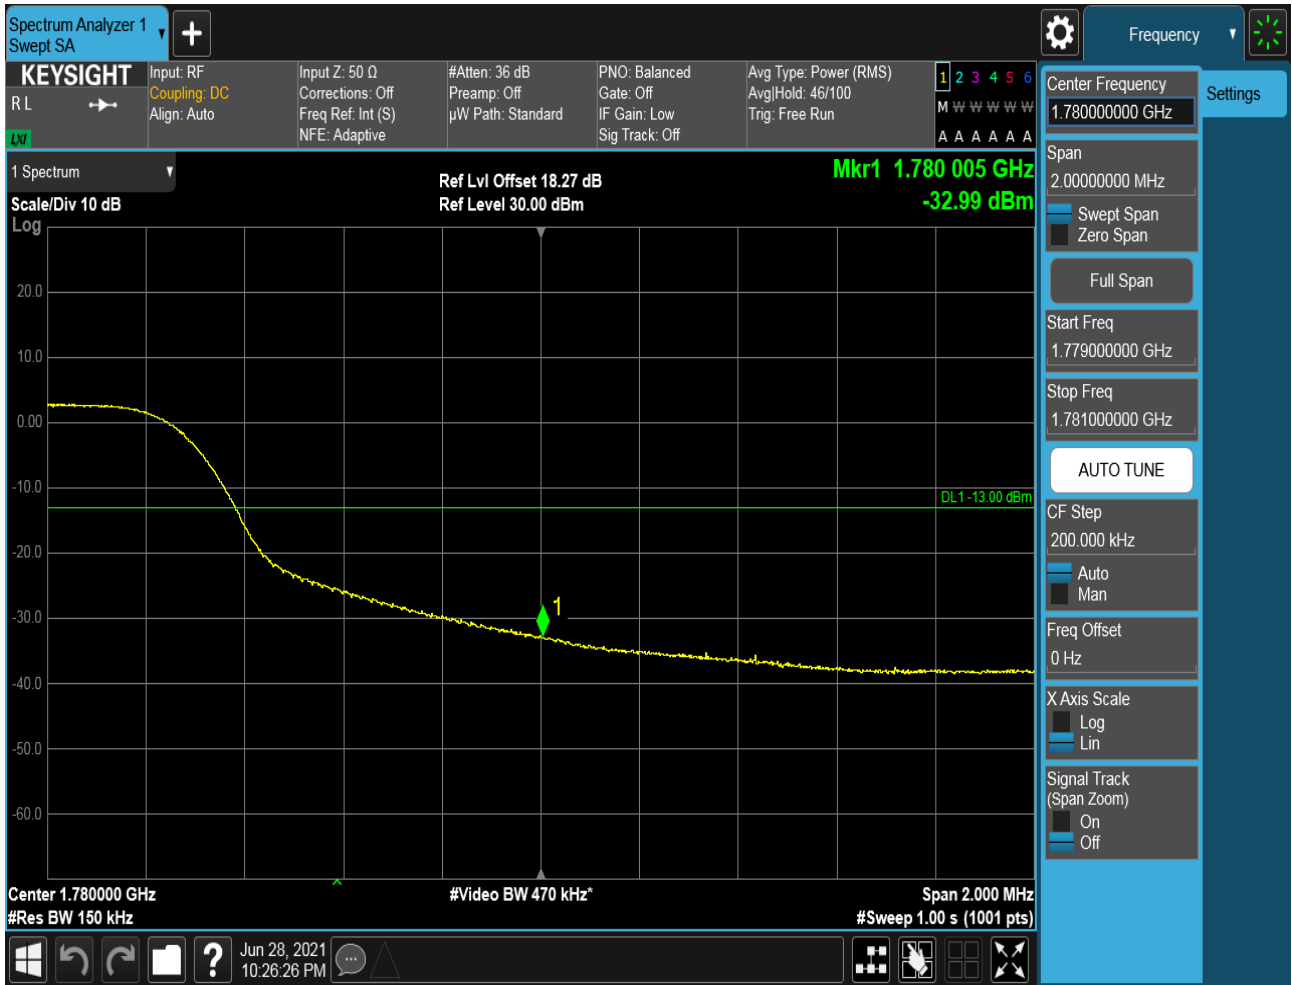 Spectrum Analyzer 1
Swept SA
Frequency
KEYSIGHT
R L
LXI
Input: RF
Coupling: DC
Align: Auto
Input Z: 50 Ω
Corrections: Off
Freq Ref: Int (S)
NFE: Adaptive
#Atten: 36 dB
Preamp: Off
µW Path: Standard
PNO: Balanced
Gate: Off
IF Gain: Low
Sig Track: Off
Avg Type: Power (RMS)
Avg|Hold: 46/100
Trig: Free Run
1 2 3 4 5 6
M W W W W W
A A A A A A
1 Spectrum
Scale/Div 10 dB
Log
Ref Lvl Offset 18.27 dB
Ref Level 30.00 dBm
Mkr1 1.780 005 GHz
-32.99 dBm
20.0
10.0
0.00
-10.0
DL1 -13.00 dBm
-20.0
1
-30.0
-40.0
-50.0
-60.0
Center 1.780000 GHz
#Res BW 150 kHz
#Video BW 470 kHz*
Span 2.000 MHz
#Sweep 1.00 s (1001 pts)
?
Jun 28, 2021
10:26:26 PM
Center Frequency
1.780000000 GHz
Settings
Span
2.00000000 MHz
Swept Span
Zero Span
Full Span
Start Freq
1.779000000 GHz
Stop Freq
1.781000000 GHz
AUTO TUNE
CF Step
200.000 kHz
Auto
Man
Freq Offset
0 Hz
X Axis Scale
Log
Lin
Signal Track
(Span Zoom)
On
Off